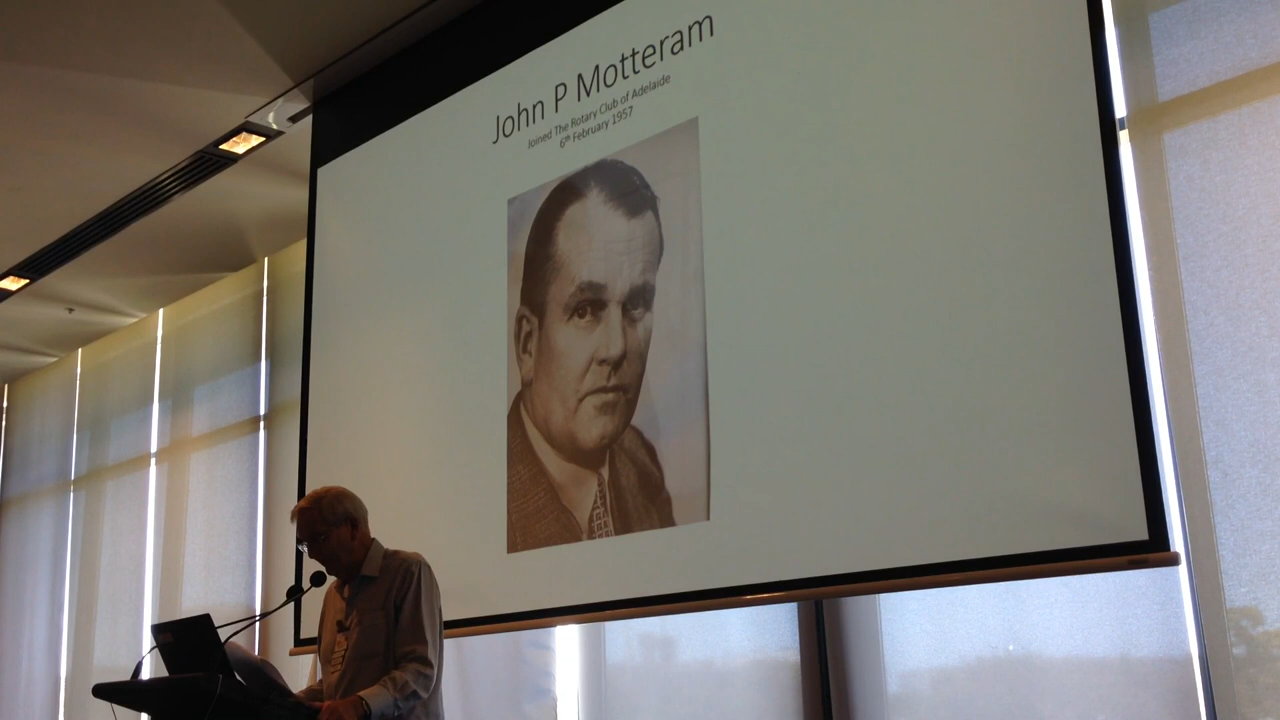 John P Motteram
Joined The Rotary Club of Adelaide
6th February 1957